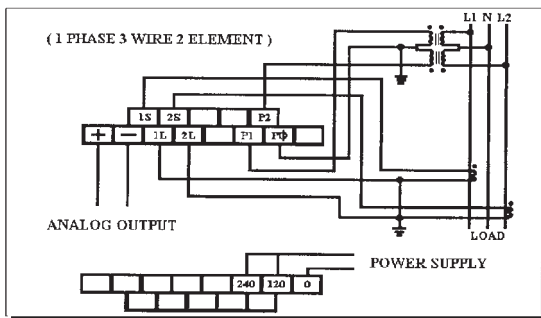 L1 N L2
( 1 PHASE 3 WIRE 2 ELEMENT )
1S 2S P2
+ − 1L 2L P1 PΦ
ANALOG OUTPUT
LOAD
POWER SUPPLY
240 120 0